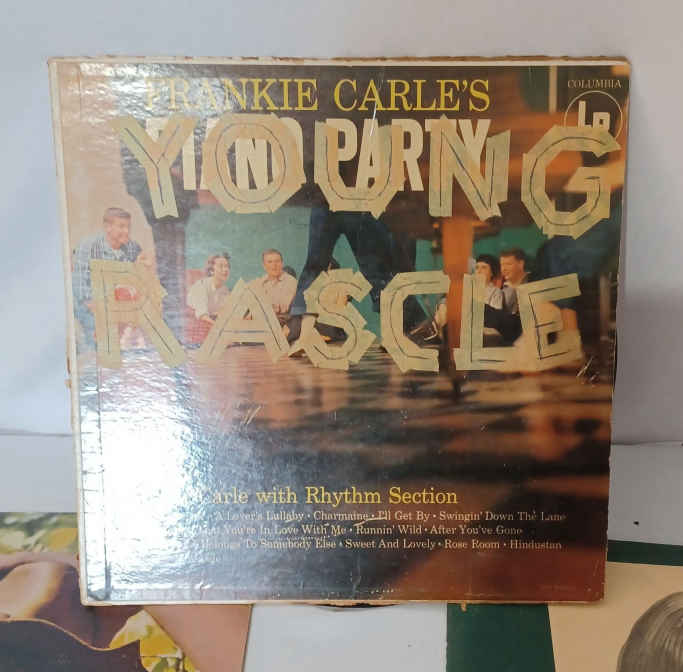 FRANKIE CARLE'S
COLUMBIA
Lp
PIANO PARTY
YOUNG
RASCLE
Carle with Rhythm Section
A Lover's Lullaby • Charmaine • I'll Get By • Swingin' Down The Lane
You're In Love With Me • Runnin' Wild • After You've Gone
Belongs To Somebody Else • Sweet And Lovely • Rose Room • Hindustan